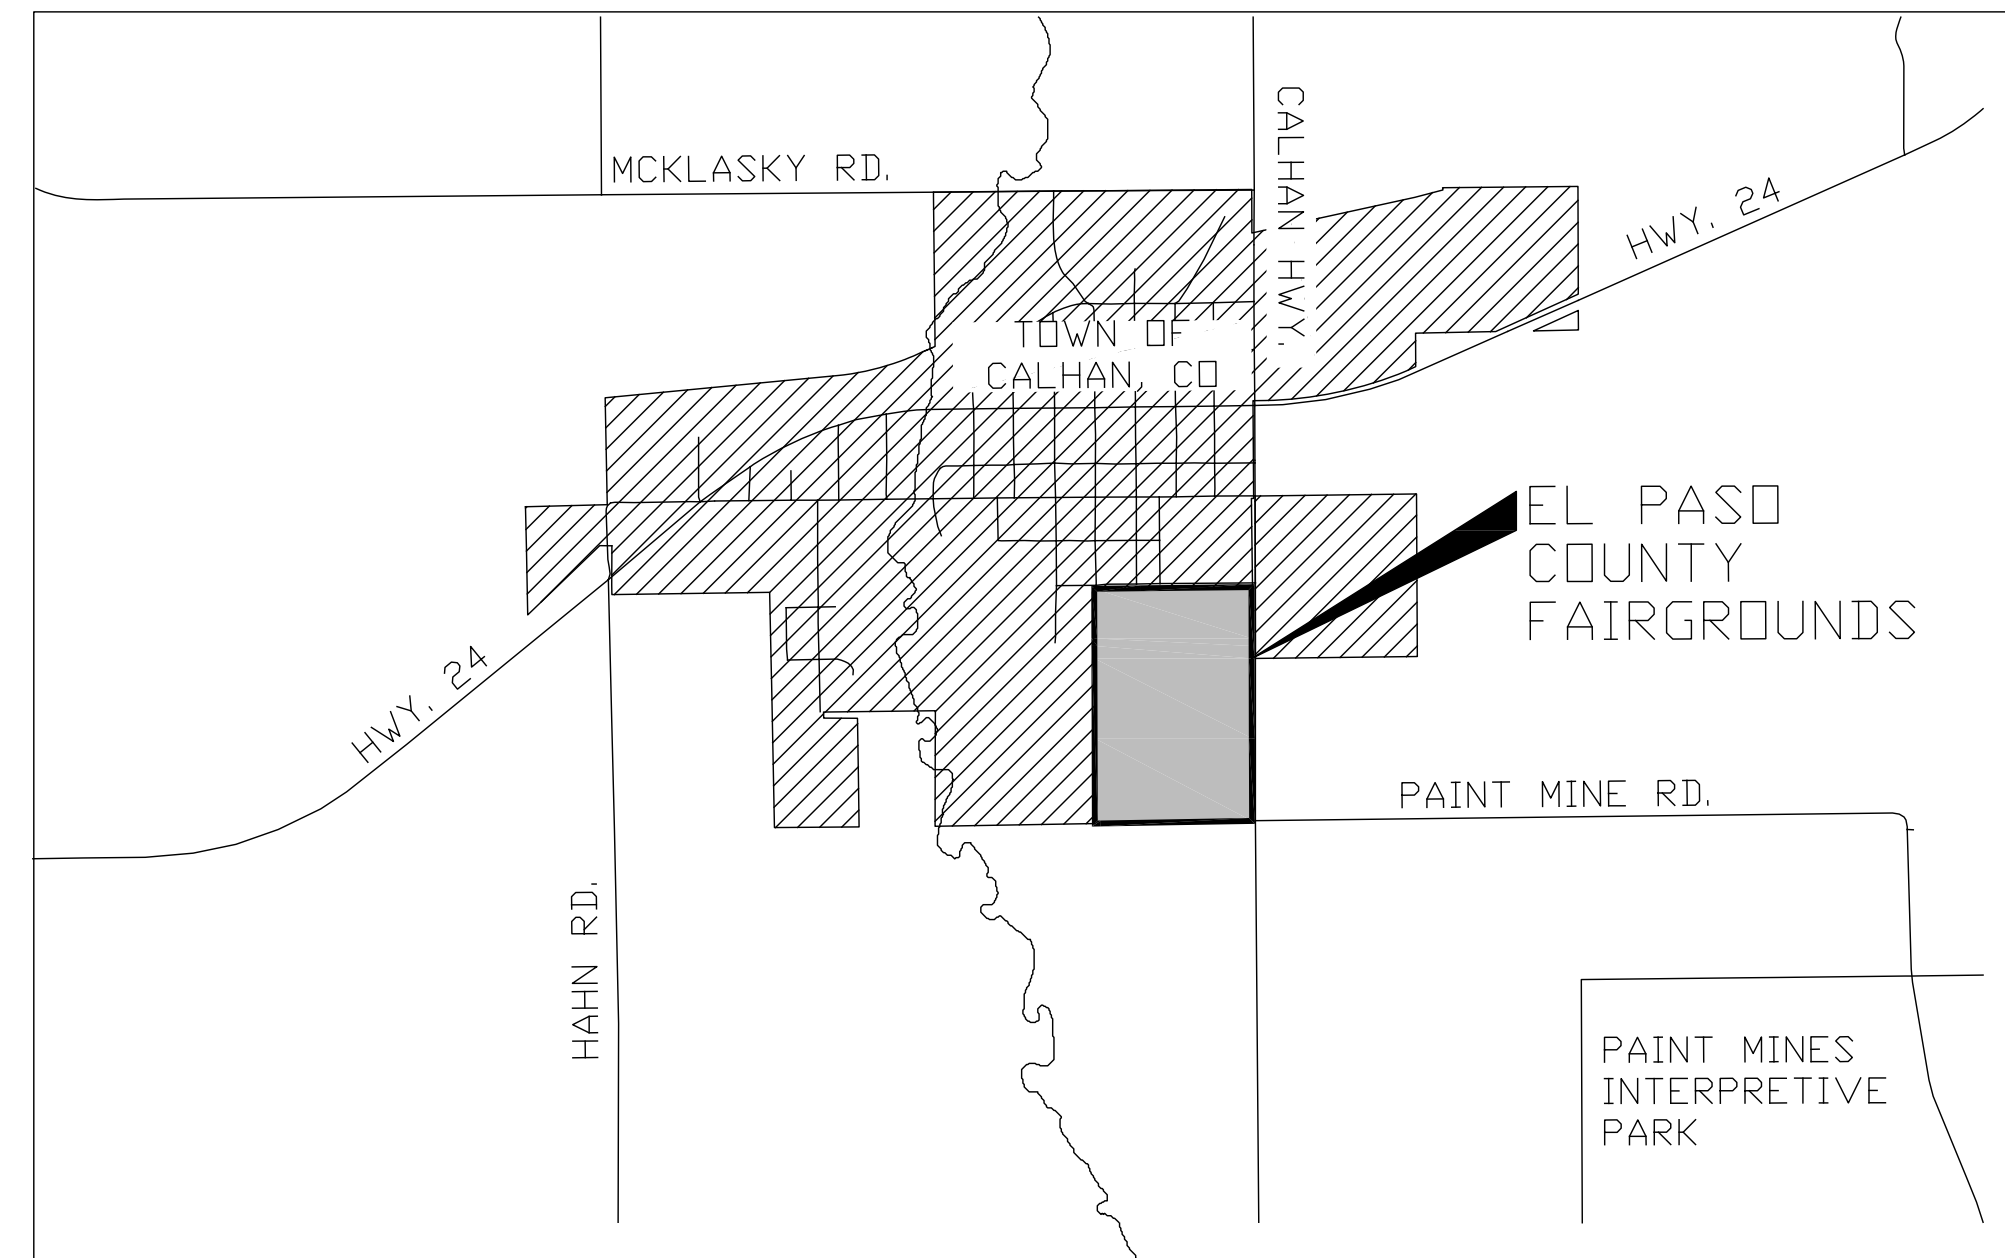 MCKLASKY RD.
CALHAN HWY.
HWY. 24
TOWN OF
CALHAN, CO
EL PASO
COUNTY
FAIRGROUNDS
HWY. 24
PAINT MINE RD.
HAHN RD.
PAINT MINES
INTERPRETIVE
PARK